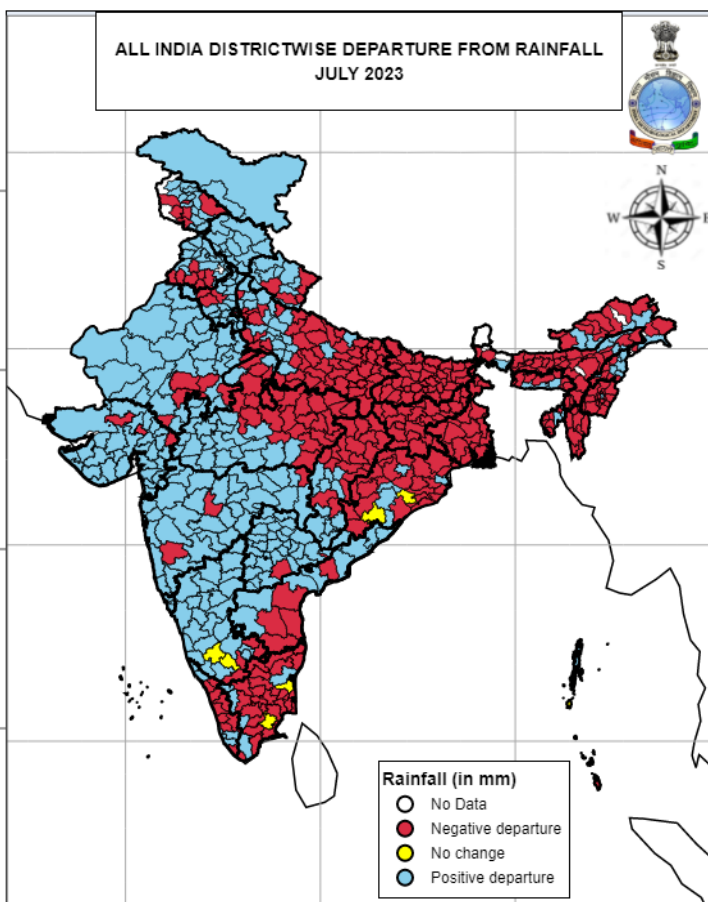 ALL INDIA DISTRICTWISE DEPARTURE FROM RAINFALL
JULY 2023
N
W
E
S
Rainfall (in mm)
No Data
Negative departure
No change
Positive departure